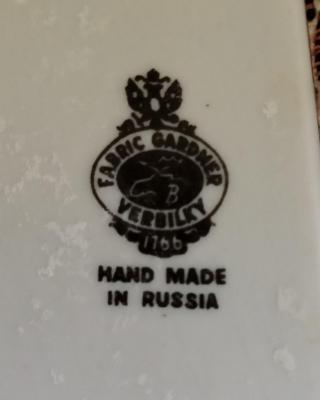 FABRIC GARDNER
B
VERBILKY
1766
HAND MADE
IN RUSSIA